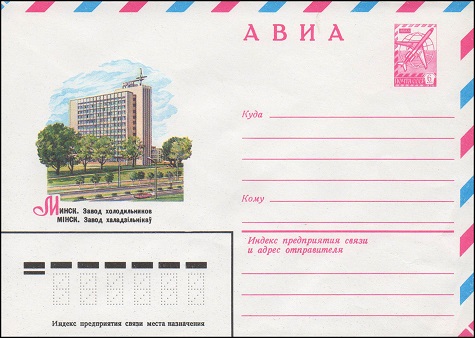 АВИА
Куда
МИНСК. Завод холодильников
МІНСК. Завод халадзільнікаў
Кому
Индекс предприятия связи
и адрес отправителя
Индекс предприятия связи места назначения
6